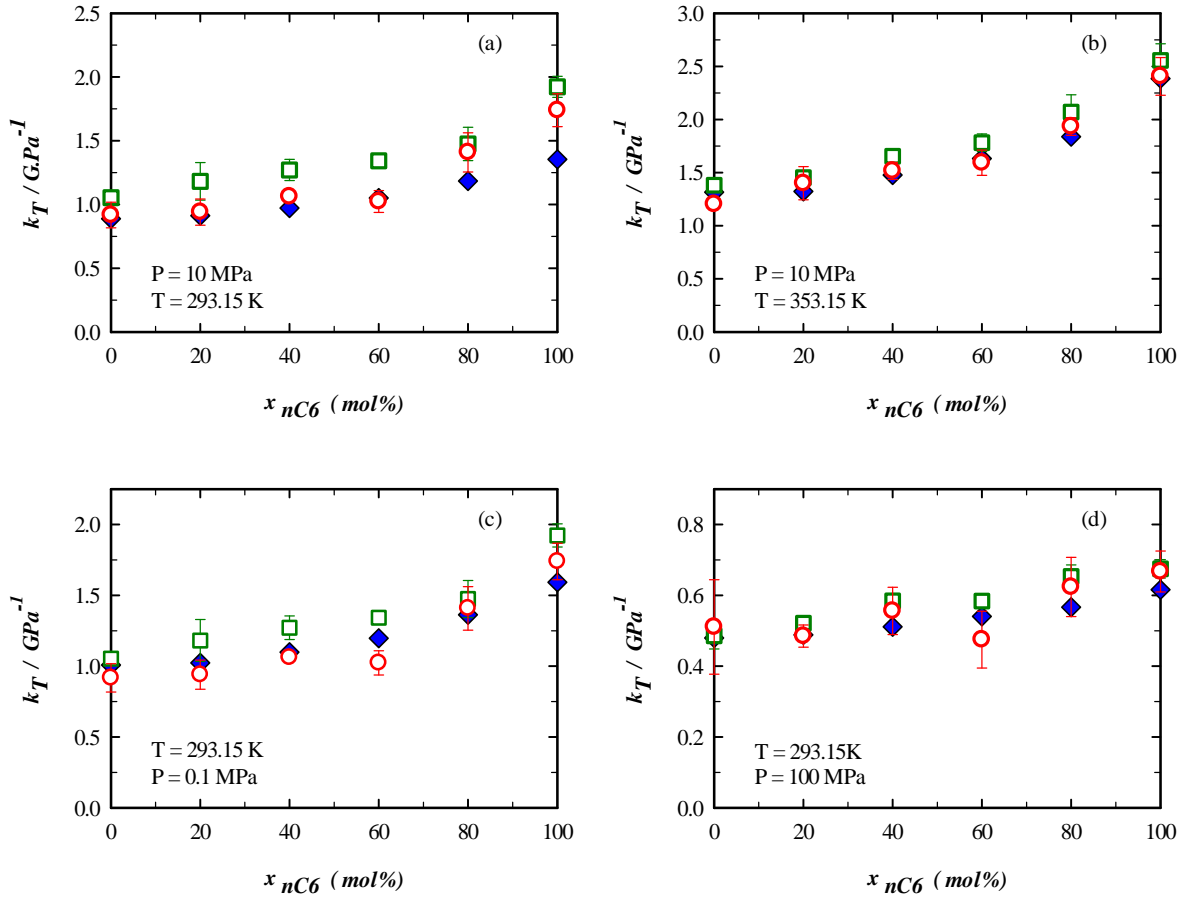 (a)
2.5
2.0
1.5
1.0
0.5
0.0
k_T / G.Pa^-1
P = 10 MPa
T = 293.15 K
0 20 40 60 80 100
x nC6 ( mol%)
(b)
3.0
2.5
2.0
1.5
1.0
0.5
0.0
k_T / GPa^-1
P = 10 MPa
T = 353.15 K
0 20 40 60 80 100
x nC6 ( mol%)
(c)
2.0
1.5
1.0
0.5
0.0
k_T / GPa^-1
T = 293.15 K
P = 0.1 MPa
0 20 40 60 80 100
x nC6 ( mol%)
(d)
0.8
0.6
0.4
0.2
0.0
k_T / GPa^-1
T = 293.15K
P = 100 MPa
0 20 40 60 80 100
x nC6 ( mol%)